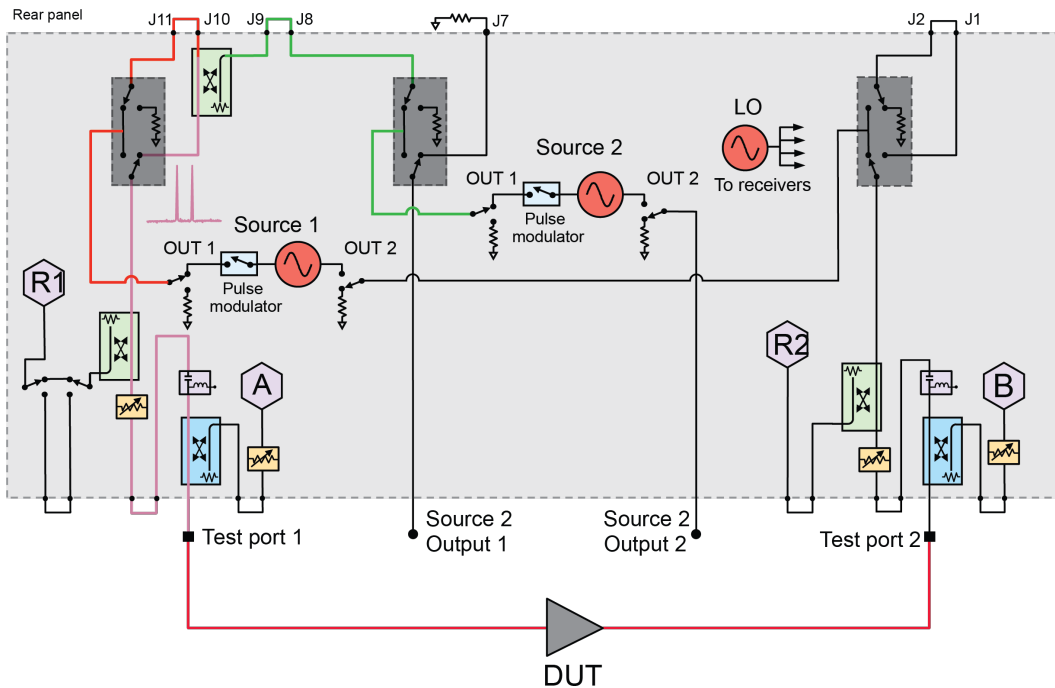 Rear panel
J11
J10
J9
J8
J7
J2
J1
LO
To receivers
Source 2
OUT 1
OUT 2
Pulse
modulator
Source 1
OUT 1
OUT 2
Pulse
modulator
R1
A
R2
B
Test port 1
Source 2
Output 1
Source 2
Output 2
Test port 2
DUT